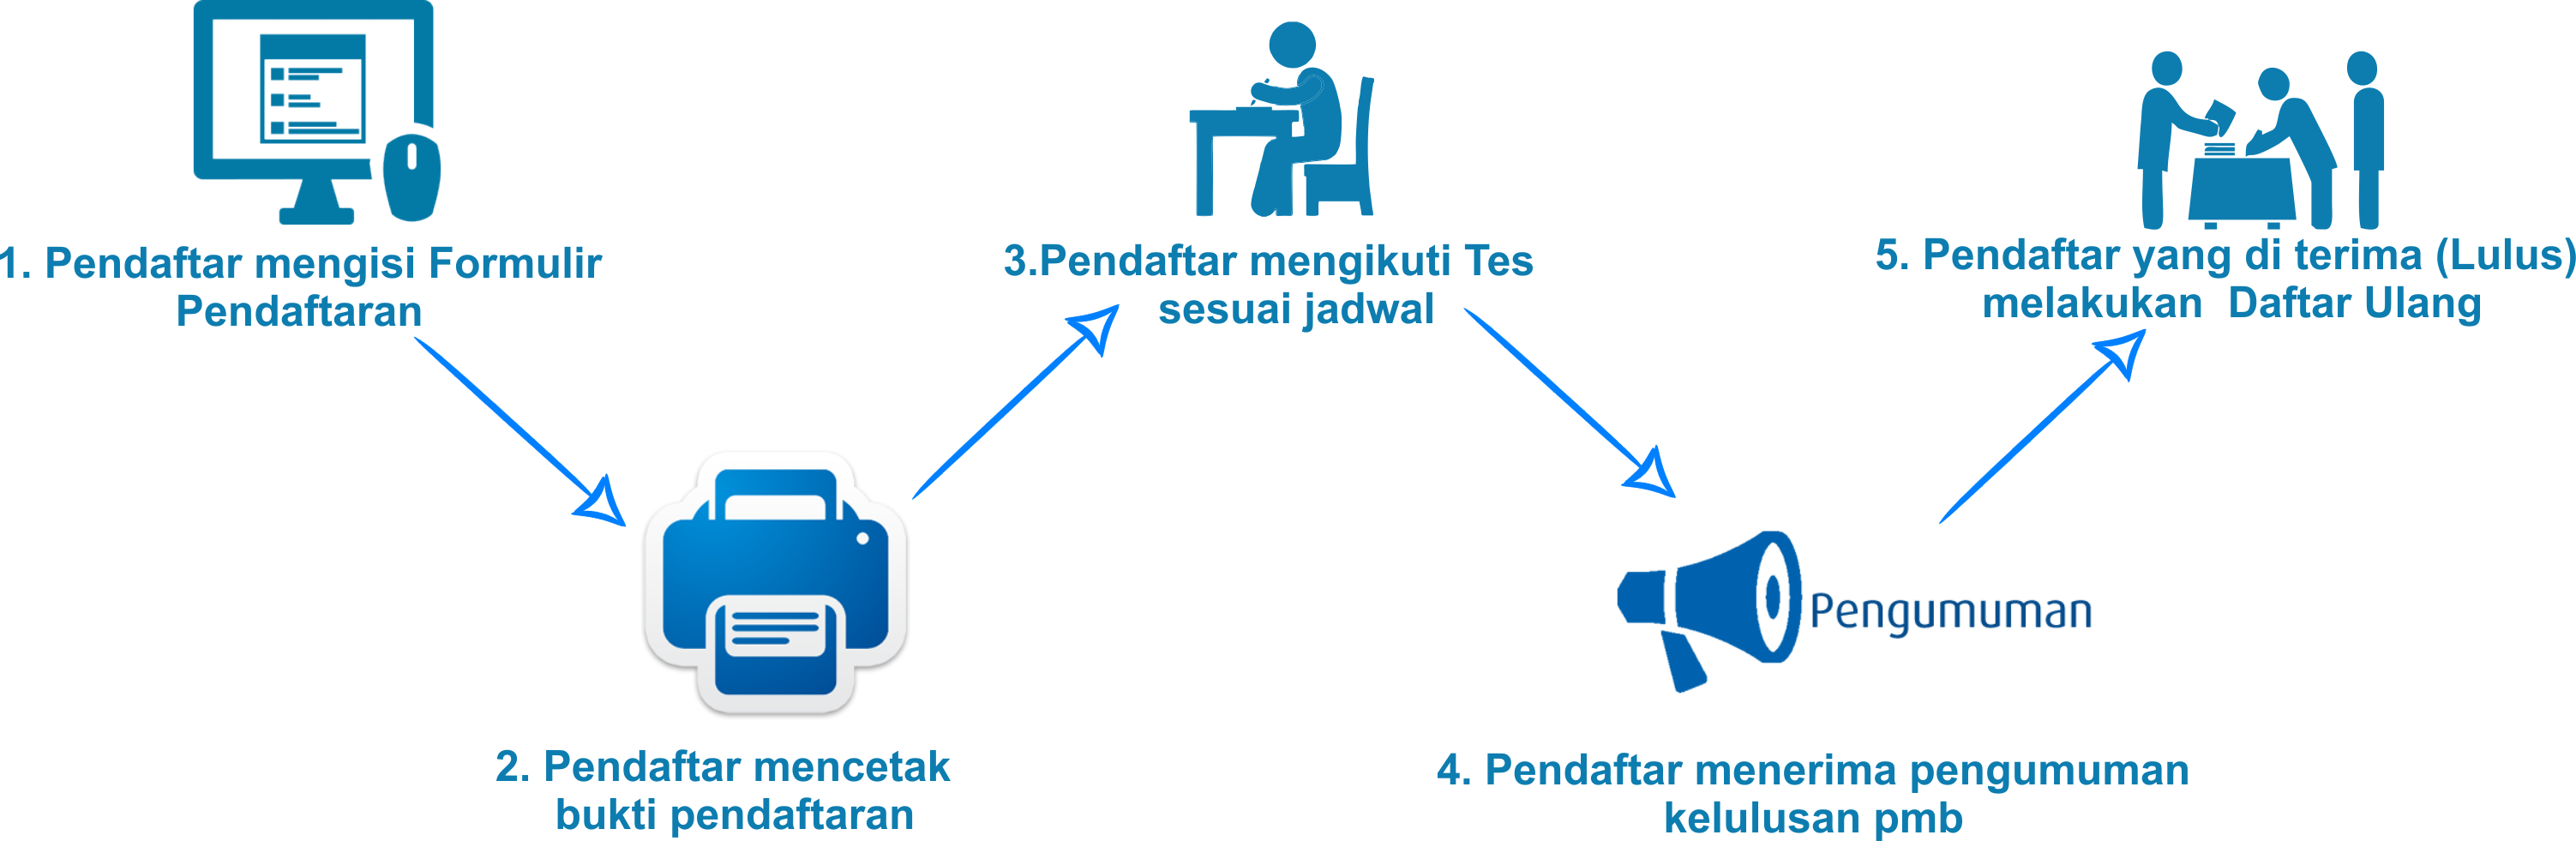 1. Pendaftar mengisi Formulir
Pendaftaran
2. Pendaftar mencetak
bukti pendaftaran
3.Pendaftar mengikuti Tes
sesuai jadwal
Pengumuman
4. Pendaftar menerima pengumuman
kelulusan pmb
5. Pendaftar yang di terima (Lulus)
melakukan  Daftar Ulang